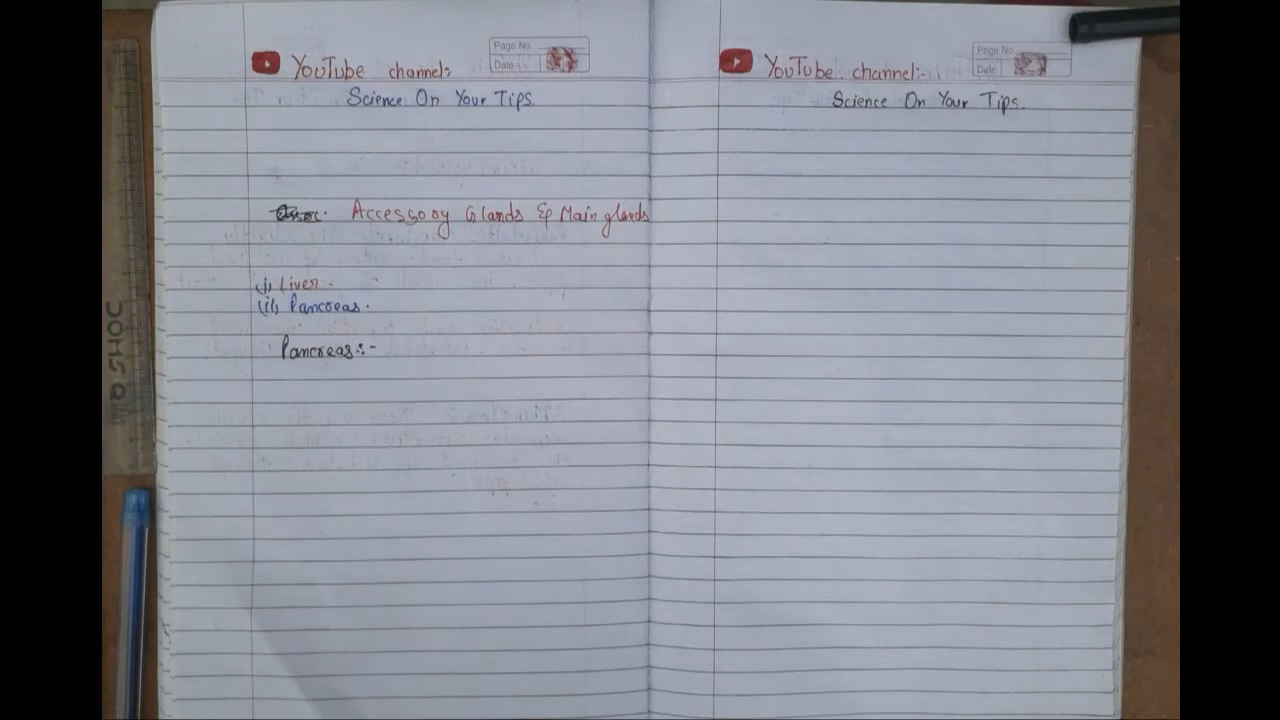 Page No
Date
YouTube channel:
Science On Your Tips.
Accessory Glands & Main glands
(i) Liver.
(ii) Pancreas.
Pancreas:-
Page No
Date
YouTube channel:-
Science On Your Tips.
DOMS